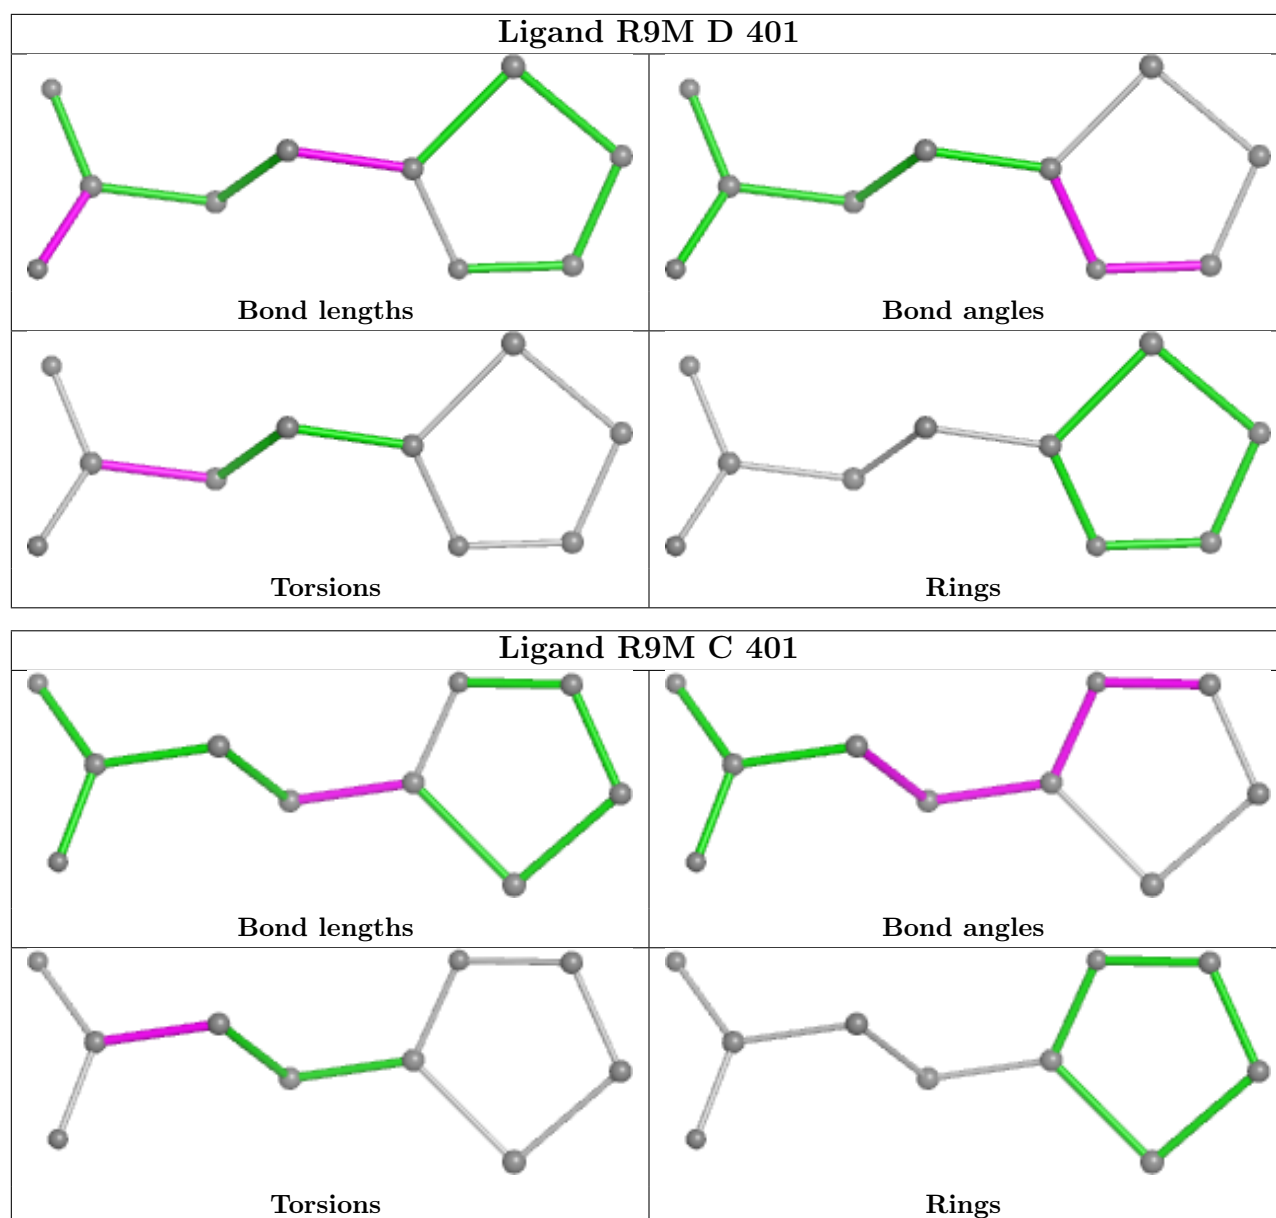 Ligand R9M D 401
Bond lengths
Bond angles
Torsions
Rings
Ligand R9M C 401
Bond lengths
Bond angles
Torsions
Rings